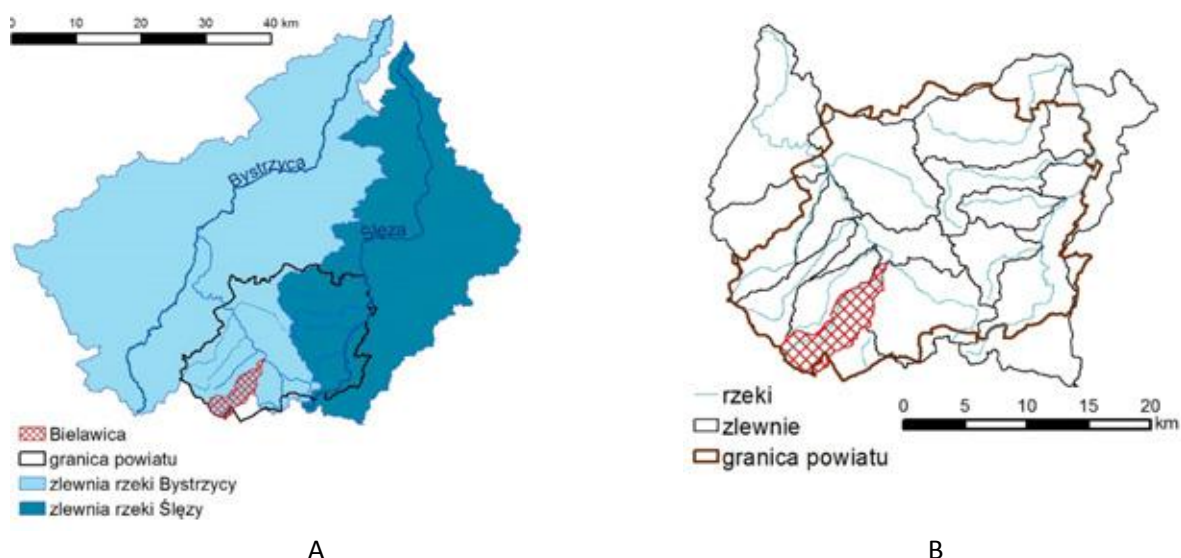 0 10 20 30 40 km
Bystrzyca
Ślęza
Bielawica
granica powiatu
zlewnia rzeki Bystrzycy
zlewnia rzeki Ślęzy
A
rzeki
zlewnie
granica powiatu
0 5 10 15 20
km
B